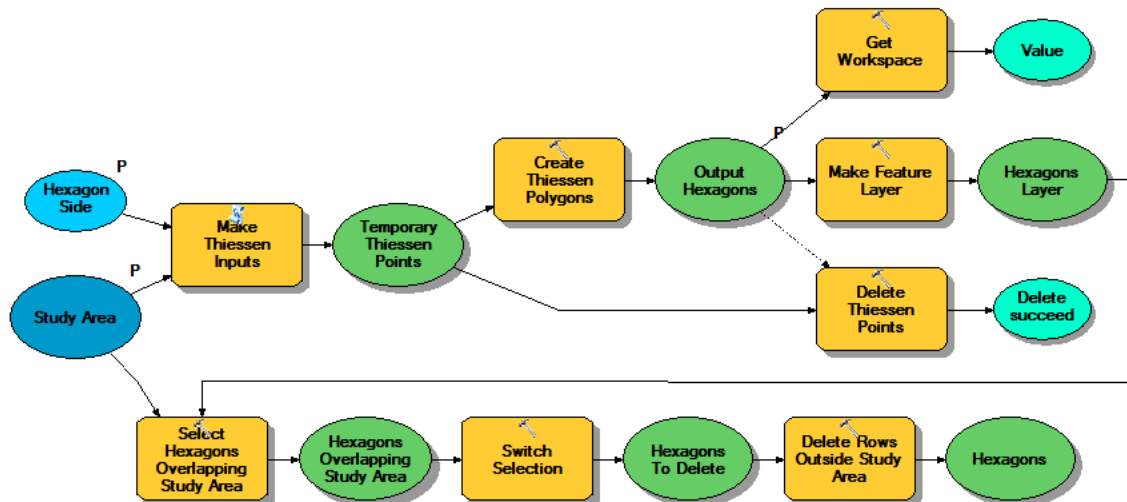 Get
Workspace
Value
P
P
Hexagon
Side
Create
Thiessen
Polygons
Output
Hexagons
Make Feature
Layer
Hexagons
Layer
Make
Thiessen
Inputs
Temporary
Thiessen
Points
P
Study Area
Delete
Thiessen
Points
Delete
succeed
Select
Hexagons
Overlapping
Study Area
Hexagons
Overlapping
Study Area
Switch
Selection
Hexagons
To Delete
Delete Rows
Outside Study
Area
Hexagons